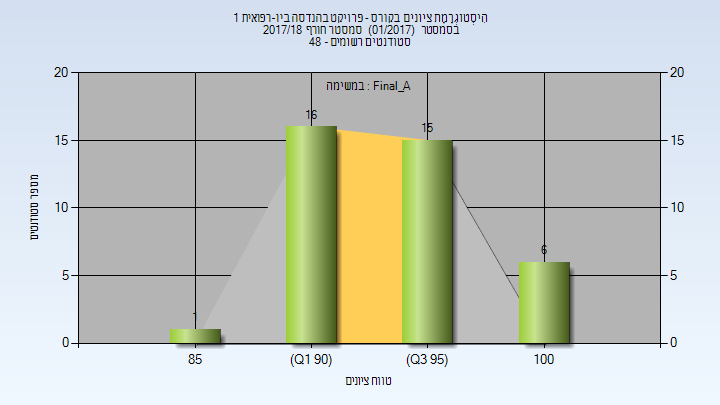 היסטוגרמת ציונים בקורס - פרויקט בהנדסה ביו-רפואית 1
בסמסטר (01/2017) סמסטר חורף 2017/18
סטודנטים רשומים - 48
במשימה : Final_A
20
15
10
5
0
20
15
10
5
0
1
16
15
6
85
(Q1 90)
(Q3 95)
100
מספר סטודנטים
טווח ציונים